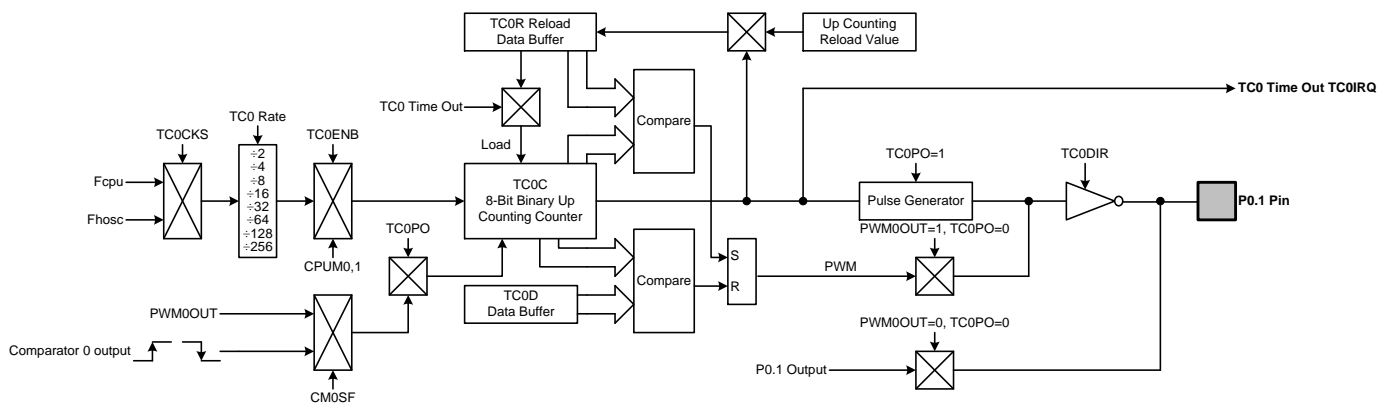 TC0R Reload
Data Buffer
Up Counting
Reload Value
TC0 Time Out
Load
Compare
TC0 Time Out TC0IRQ
TC0CKS
TC0 Rate
TC0ENB
Fcpu
Fhosc
÷2
÷4
÷8
÷16
÷32
÷64
÷128
÷256
CPUM0,1
TC0C
8-Bit Binary Up
Counting Counter
TC0PO=1
Pulse Generator
TC0DIR
P0.1 Pin
TC0PO
PWM0OUT=1, TC0PO=0
S
R
PWM
Compare
TC0D
Data Buffer
PWM0OUT
Comparator 0 output
CM0SF
PWM0OUT=0, TC0PO=0
P0.1 Output